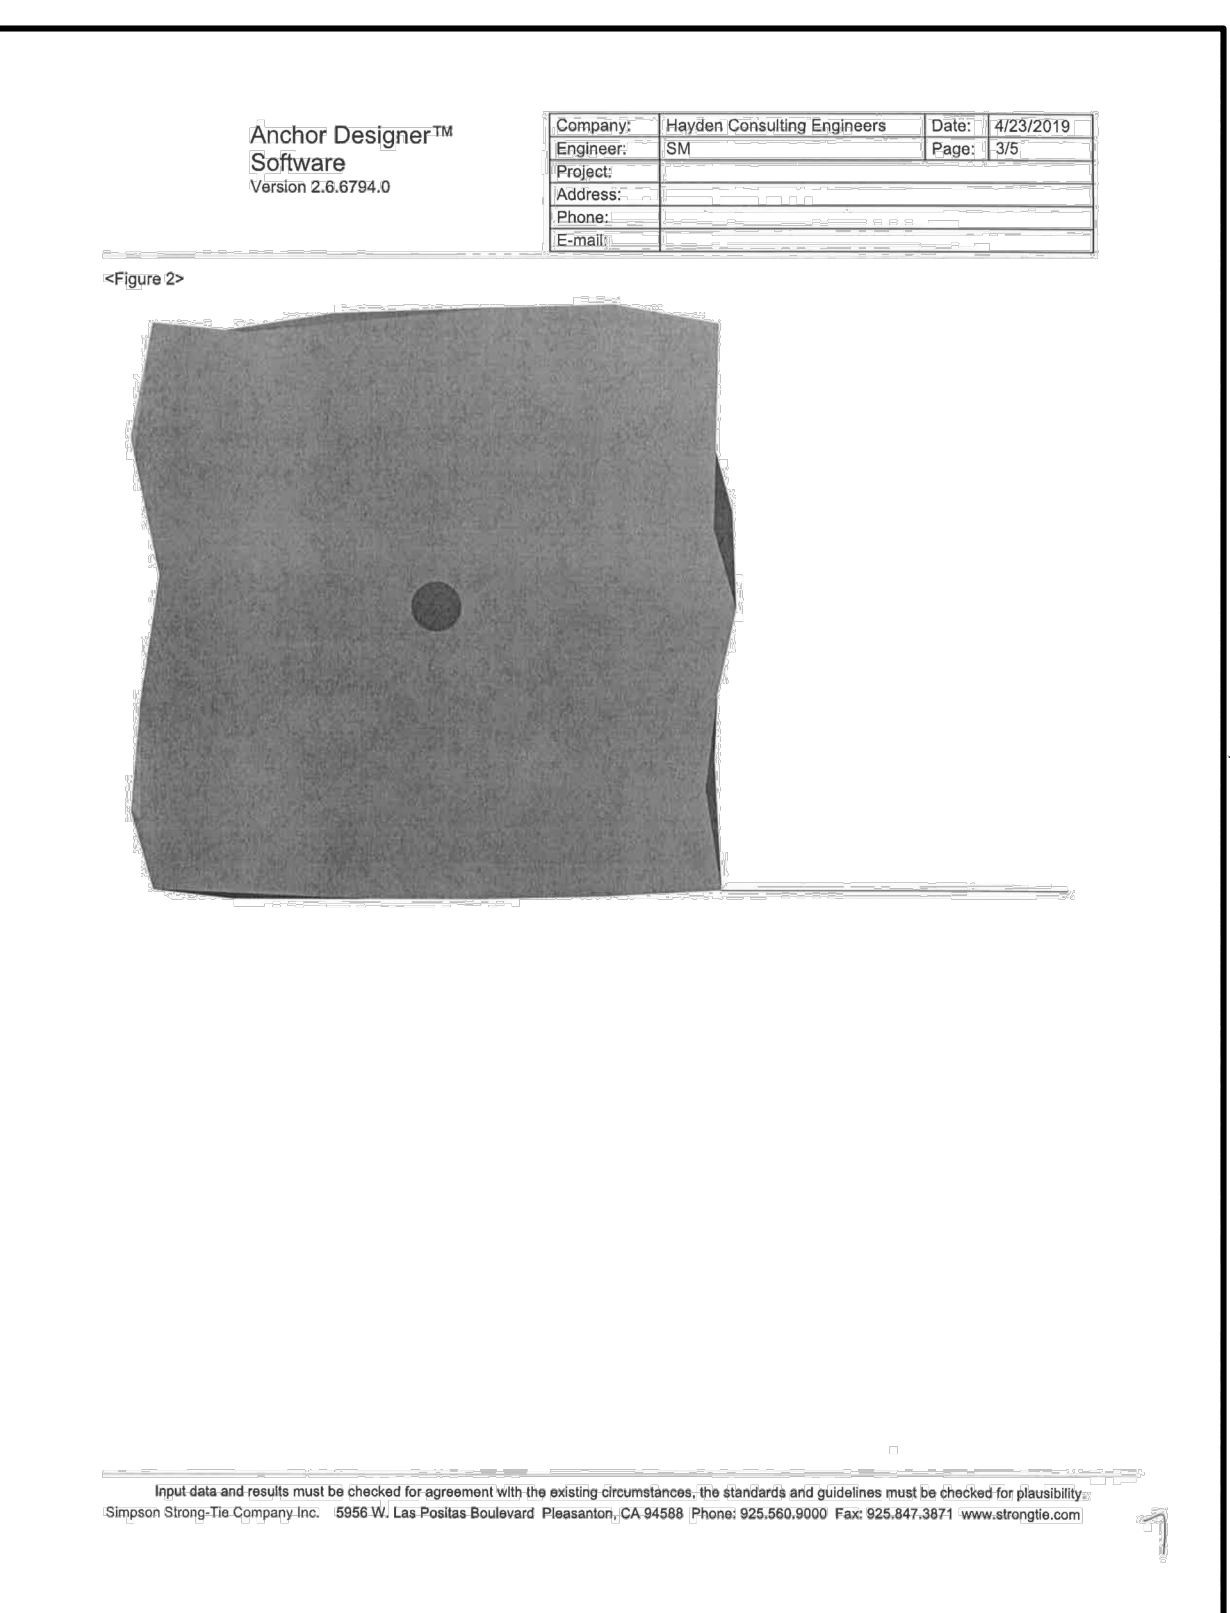 Anchor Designer™
Software
Version 2.6.6794.0
Company: Hayden Consulting Engineers Date: 4/23/2019
Engineer: SM Page: 3/5
Project:
Address:
Phone:
E-mail:
<Figure 2>
Input data and results must be checked for agreement with the existing circumstances, the standards and guidelines must be checked for plausibility.
Simpson Strong-Tie Company Inc. 5956 W. Las Positas Boulevard Pleasanton, CA 94588 Phone: 925.560.9000 Fax: 925.847.3871 www.strongtie.com